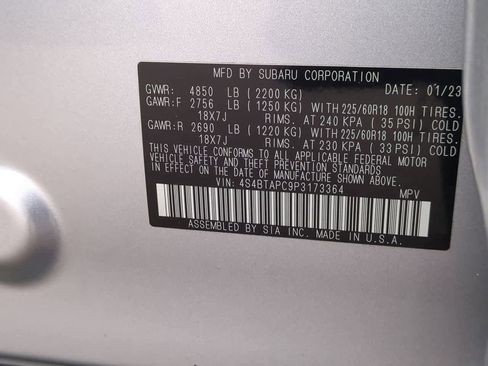 MFD BY SUBARU CORPORATION
GVWR: 4850 LB ( 2200 KG) DATE: 01/23
GAWR:F 2756 LB ( 1250 KG) WITH 225/60R18 100H TIRES,
18X7J RIMS. AT 240 KPA ( 35 PSI) COLD
GAWR:R 2690 LB ( 1220 KG) WITH 225/60R18 100H TIRES,
18X7J RIMS. AT 230 KPA ( 33 PSI) COLD
THIS VEHICLE CONFORMS TO ALL APPLICABLE FEDERAL MOTOR
VEHICLE SAFETY AND THEFT PREVENTION STANDARDS
IN EFFECT ON THE DATE OF MANUFACTURE SHOWN ABOVE.
VIN: 4S4BTAPC9P3173364 MPV
ASSEMBLED BY SIA INC. MADE IN U.S.A.